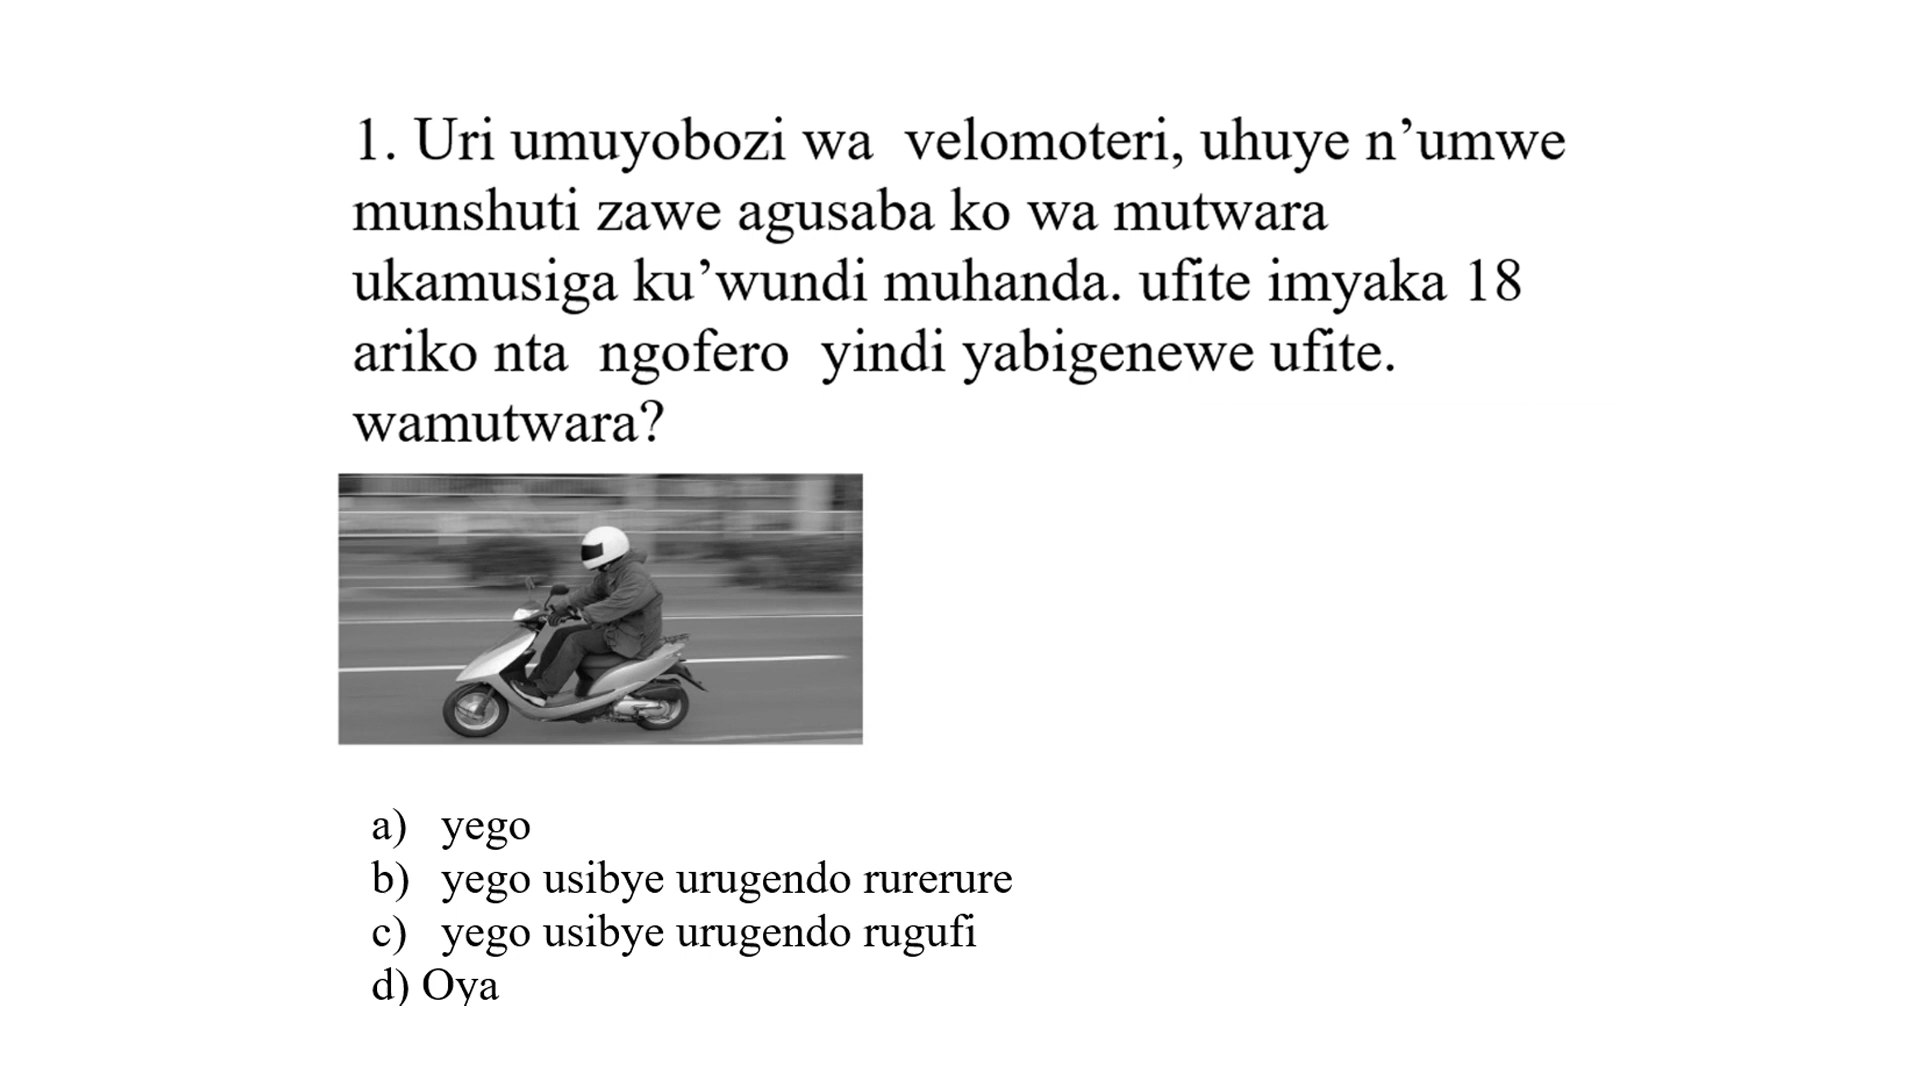 1. Uri umuyobozi wa velomoteri, uhuye n’umwe
munshuti zawe agusaba ko wa mutwara
ukamusiga ku’wundi muhanda. ufite imyaka 18
ariko nta ngofero yindi yabigenewe ufite.
wamutwara?
a) yego
b) yego usibye urugendo rurerure
c) yego usibye urugendo rugufi
d) Oya